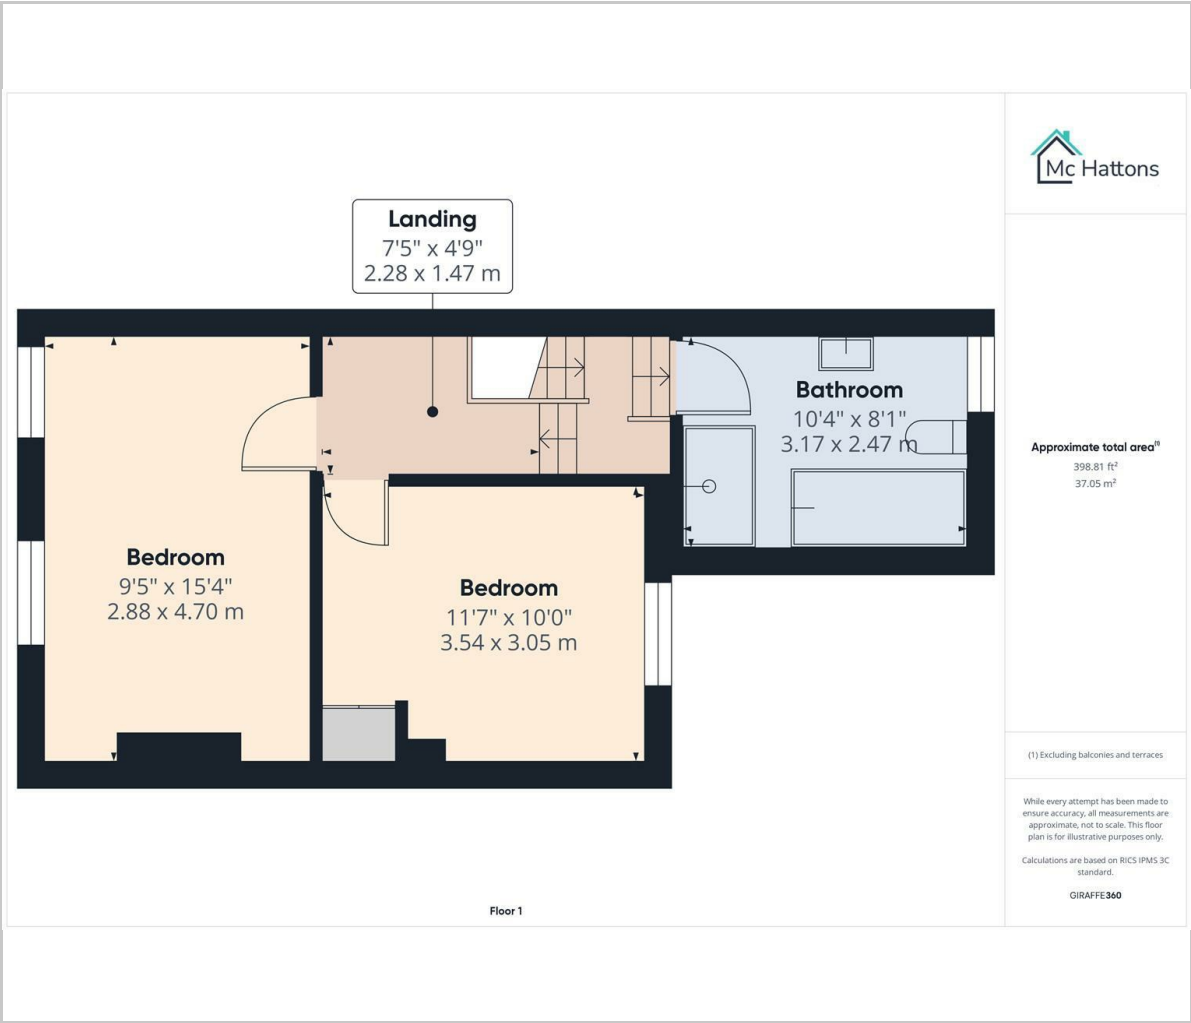 Mc Hattons
Landing
7'5" x 4'9"
2.28 x 1.47 m
Bathroom
10'4" x 8'1"
3.17 x 2.47 m
Bedroom
9'5" x 15'4"
2.88 x 4.70 m
Bedroom
11'7" x 10'0"
3.54 x 3.05 m
Floor 1
Approximate total area(1)
398.81 ft²
37.05 m²
(1) Excluding balconies and terraces
While every attempt has been made to
ensure accuracy, all measurements are
approximate, not to scale. This floor
plan is for illustrative purposes only.
Calculations are based on RICS IPMS 3C
standard.
GIRAFFE360